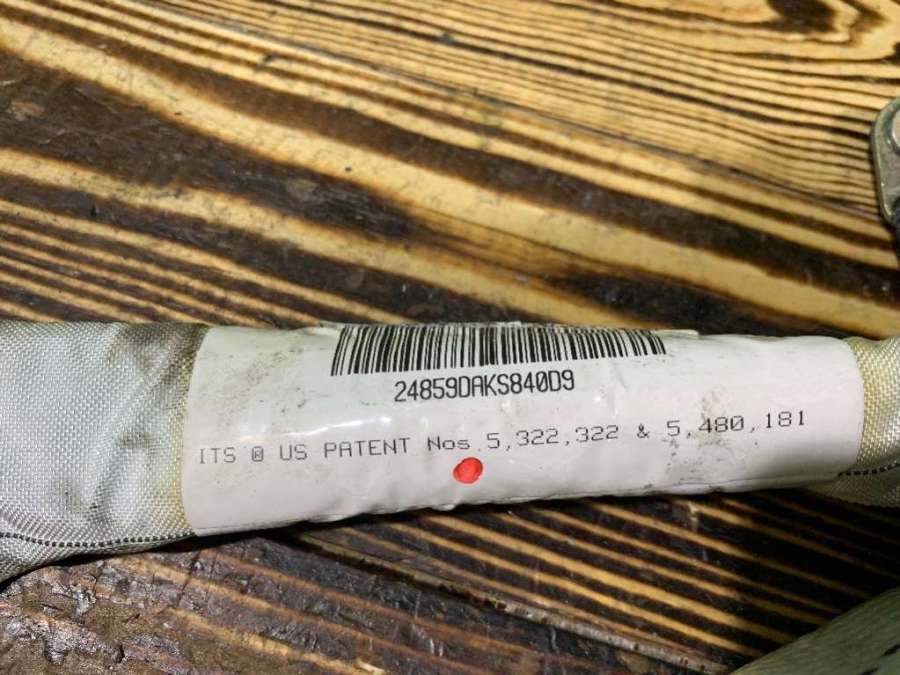 24859DAKS840D9
ITS ® US PATENT Nos 5,322,322 & 5,480,181